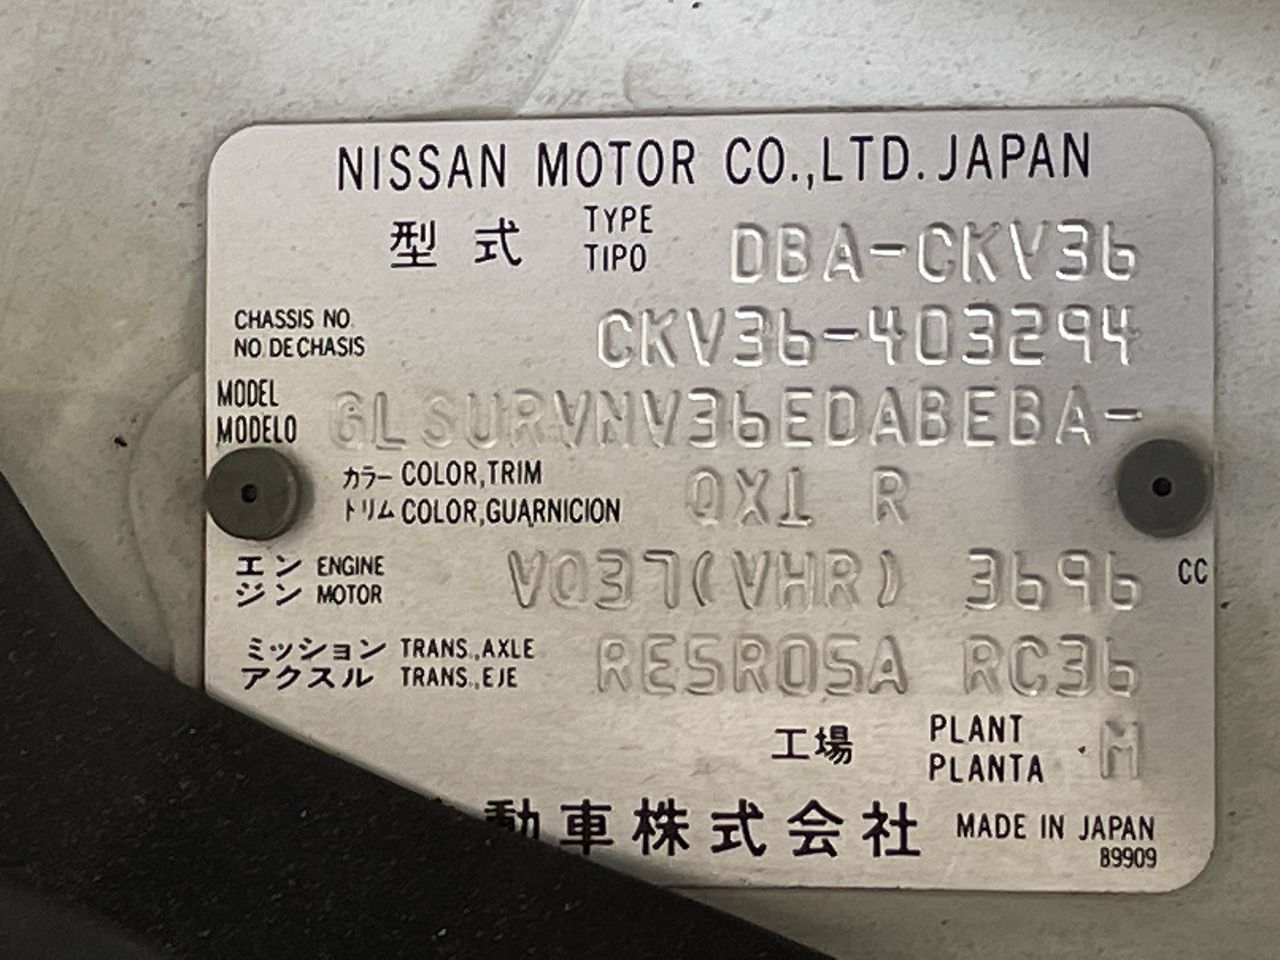 NISSAN MOTOR CO.,LTD. JAPAN
型式 TYPE TIPO DBA-CKV36
CHASSIS NO. NO. DE CHASIS CKV36-403294
MODEL MODELO GLSURVNV36EDABEBA-
カラー COLOR,TRIM トリム COLOR,GUARNICION QX1 R
エンジン ENGINE MOTOR VQ37(VHR) 3696 CC
ミッション TRANS.,AXLE アクスル TRANS.,EJE RE5R05A RC36
工場 PLANT PLANTA M
動車株式会社 MADE IN JAPAN
89909